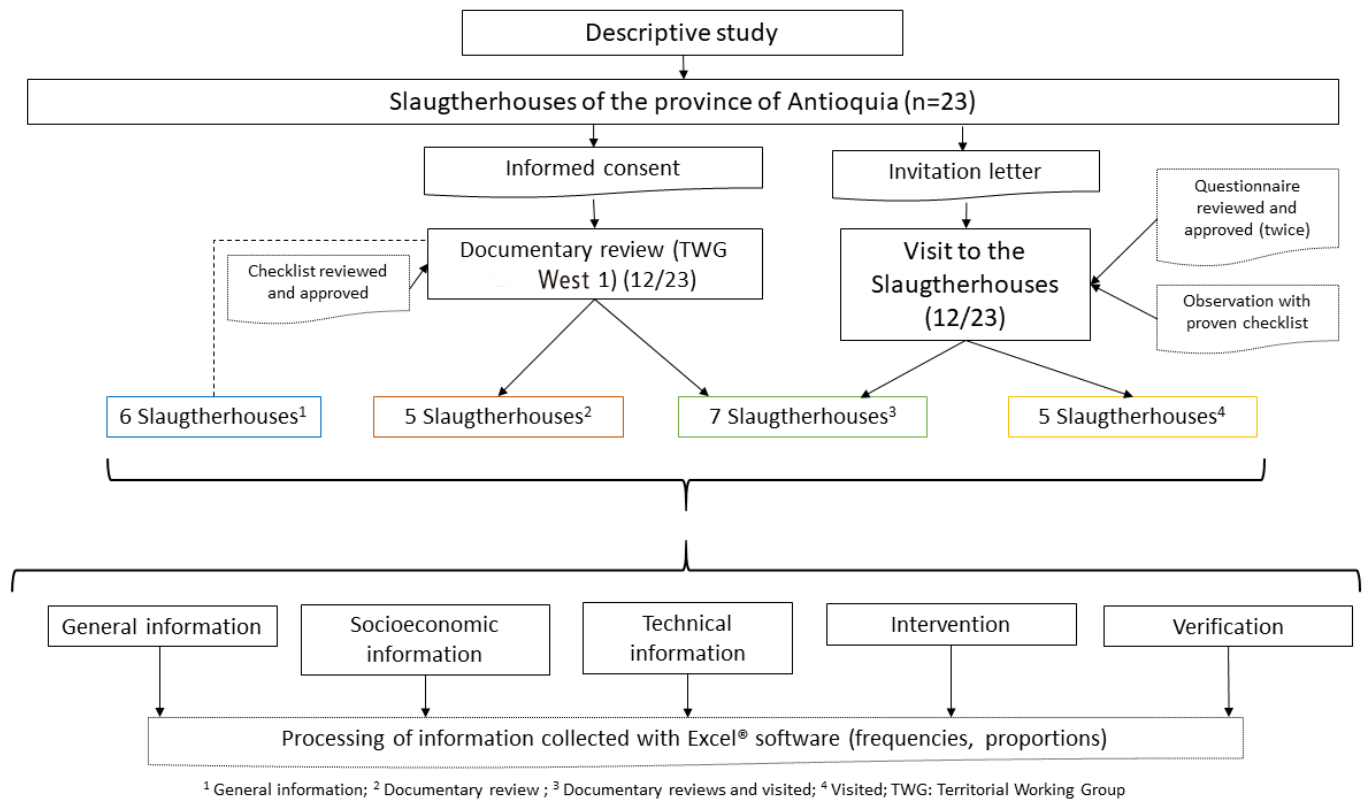 Descriptive study
Slaugtherhouses of the province of Antioquia (n=23)
Informed consent
Invitation letter
Questionnaire
reviewed and
approved (twice)
Documentary review (TWG
West 1) (12/23)
Checklist reviewed
and approved
Visit to the
Slaugtherhouses
(12/23)
Observation with
proven checklist
6 Slaugtherhouses¹
5 Slaugtherhouses²
7 Slaugtherhouses³
5 Slaugtherhouses⁴
General information
Socioeconomic
information
Technical
information
Intervention
Verification
Processing of information collected with Excel® software (frequencies, proportions)
¹ General information; ² Documentary review ; ³ Documentary reviews and visited; ⁴ Visited; TWG: Territorial Working Group